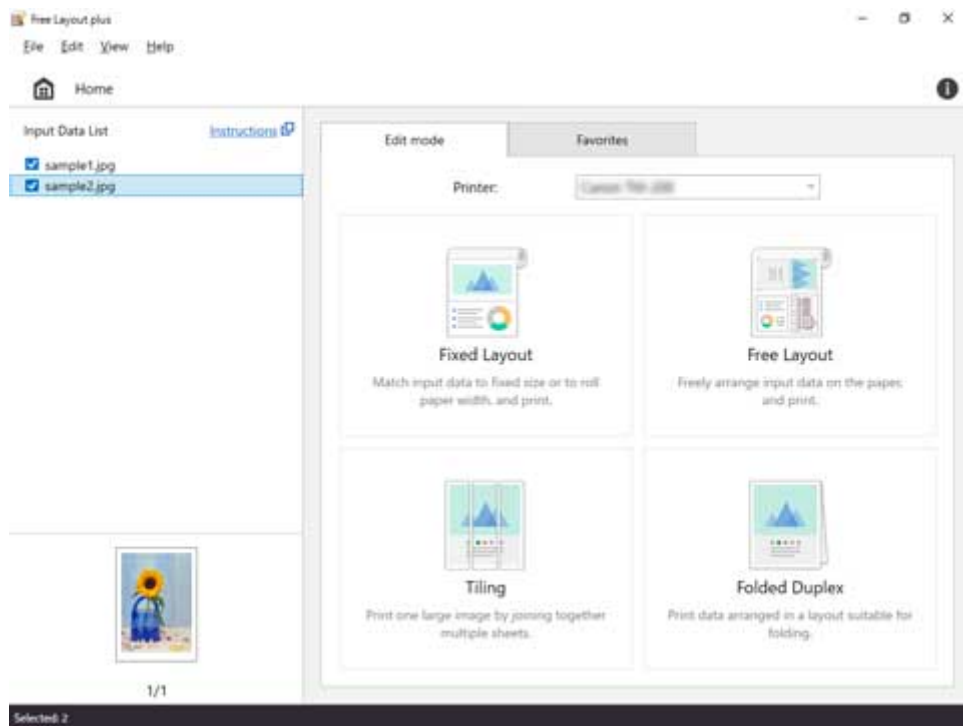 Free Layout plus
File Edit View Help
Home
Input Data List Instructions
sample1.jpg
sample2.jpg
Edit mode Favorites
Printer:
Fixed Layout
Match input data to fixed size or to roll
paper width, and print.
Free Layout
Freely arrange input data on the paper,
and print.
Tiling
Print one large image by joining together
multiple sheets.
Folded Duplex
Print data arranged in a layout suitable for
folding.
1/1
Selected: 2